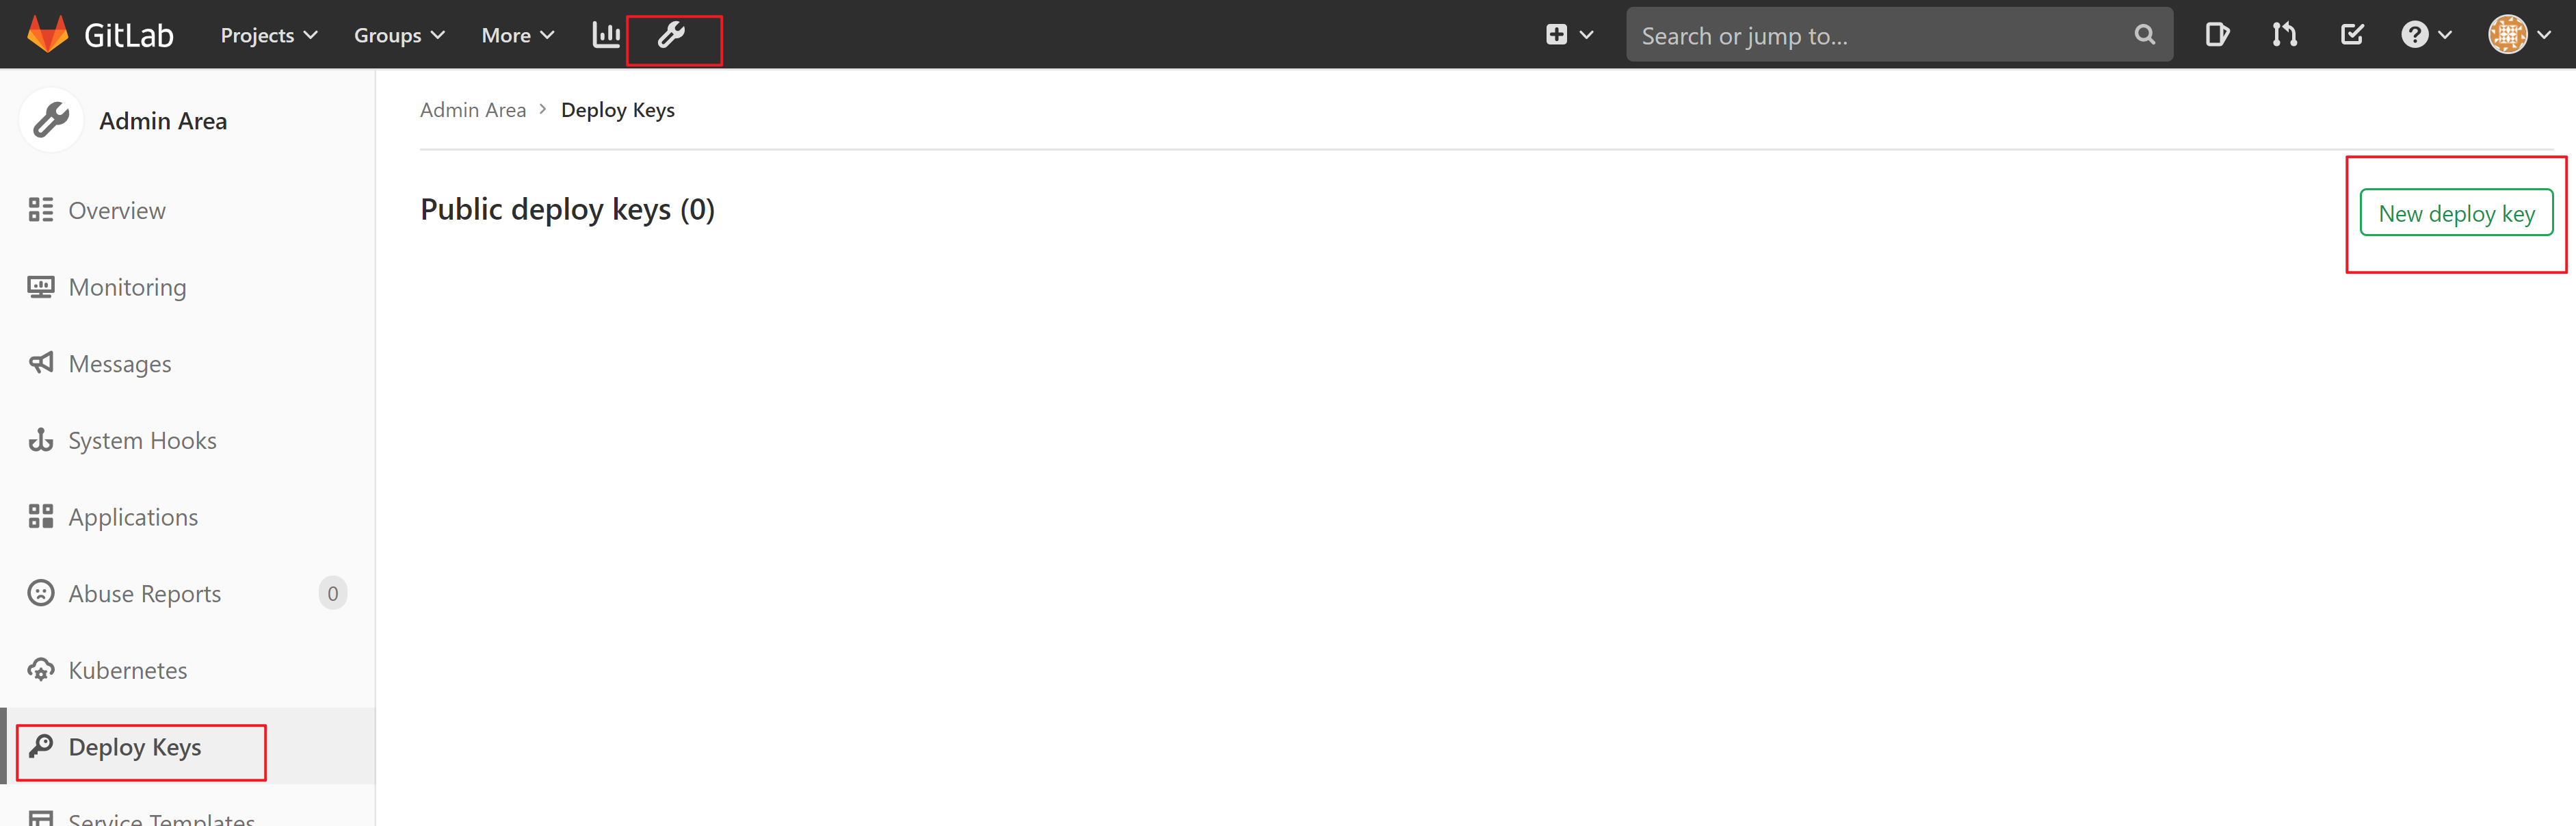 GitLab Projects Groups More Search or jump to...
Admin Area
Admin Area > Deploy Keys
Public deploy keys (0)
New deploy key
Overview
Monitoring
Messages
System Hooks
Applications
Abuse Reports 0
Kubernetes
Deploy Keys
Service Templates